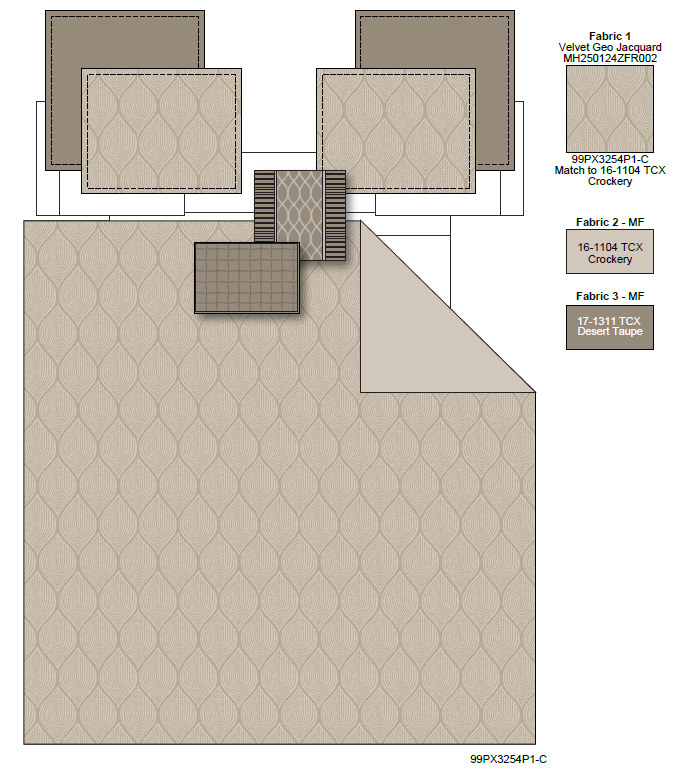 Fabric 1
Velvet Geo Jacquard
MH250124ZFR002
99PX3254P1-C
Match to 16-1104 TCX
Crockery
Fabric 2 - MF
16-1104 TCX
Crockery
Fabric 3 - MF
17-1311 TCX
Desert Taupe
99PX3254P1-C